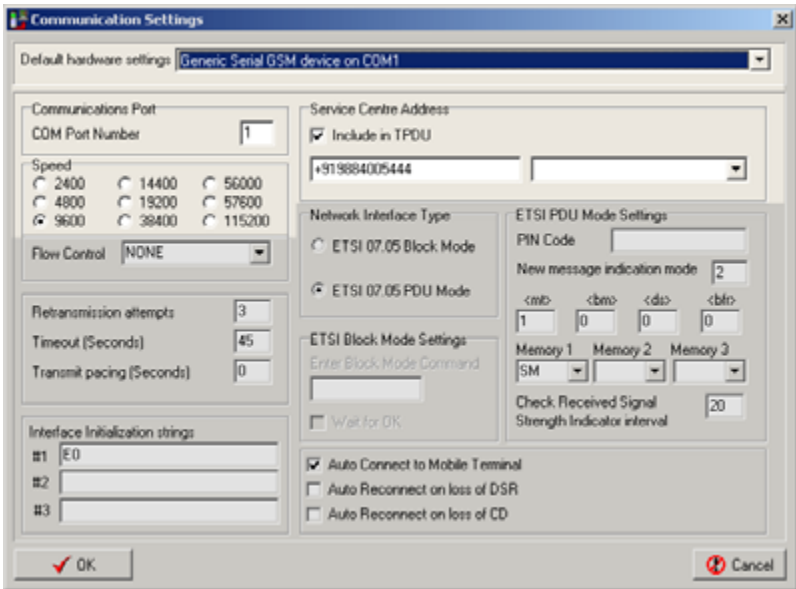 Communication Settings
Default hardware settings Generic Serial GSM device on COM1
Communications Port
COM Port Number 1
Speed
2400 14400 56000
4800 19200 57600
9600 38400 115200
Flow Control NONE
Retransmission attempts 3
Timeout (Seconds) 45
Transmit pacing (Seconds) 0
Interface Initialization strings
#1 E0
#2
#3
Service Centre Address
Include in TPDU
+919884005444
Network Interface Type
ETSI 07.05 Block Mode
ETSI 07.05 PDU Mode
ETSI Block Mode Settings
Enter Block Mode Command
Wait for OK
ETSI PDU Mode Settings
PIN Code
New message indication mode 2
<mt> <bm> <ds> <bfr>
1 0 0 0
Memory 1 Memory 2 Memory 3
SM
Check Received Signal 20
Strength Indicator interval
Auto Connect to Mobile Terminal
Auto Reconnect on loss of DSR
Auto Reconnect on loss of CD
OK Cancel